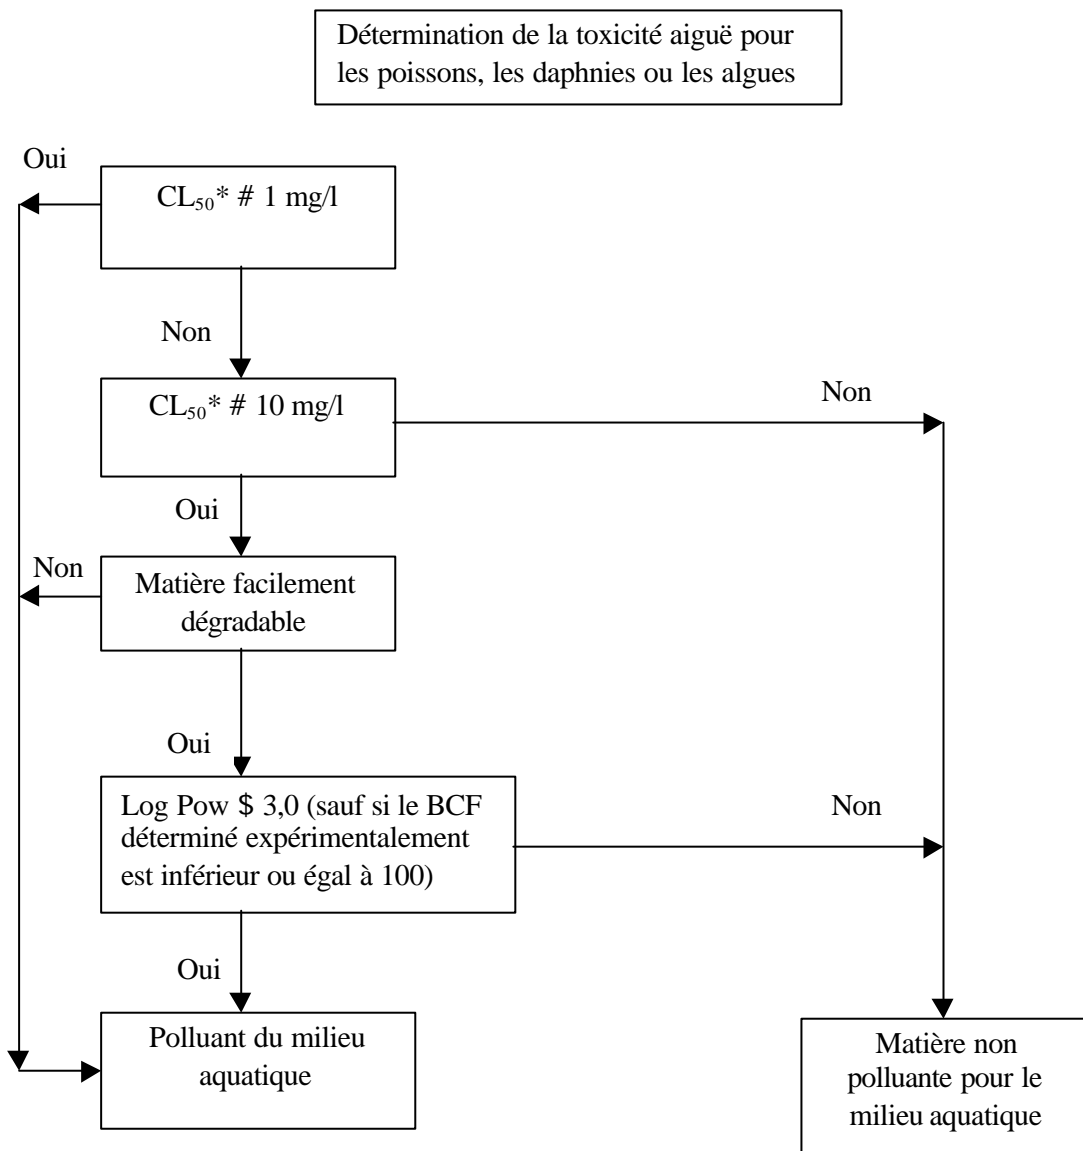 Détermination de la toxicité aiguë pour
les poissons, les daphnies ou les algues
Oui
CL₅₀* # 1 mg/l
Non
CL₅₀* # 10 mg/l
Non
Oui
Non
Matière facilement
dégradable
Oui
Log Pow $ 3,0 (sauf si le BCF
déterminé expérimentalement
est inférieur ou égal à 100)
Non
Oui
Polluant du milieu
aquatique
Matière non
polluante pour le
milieu aquatique